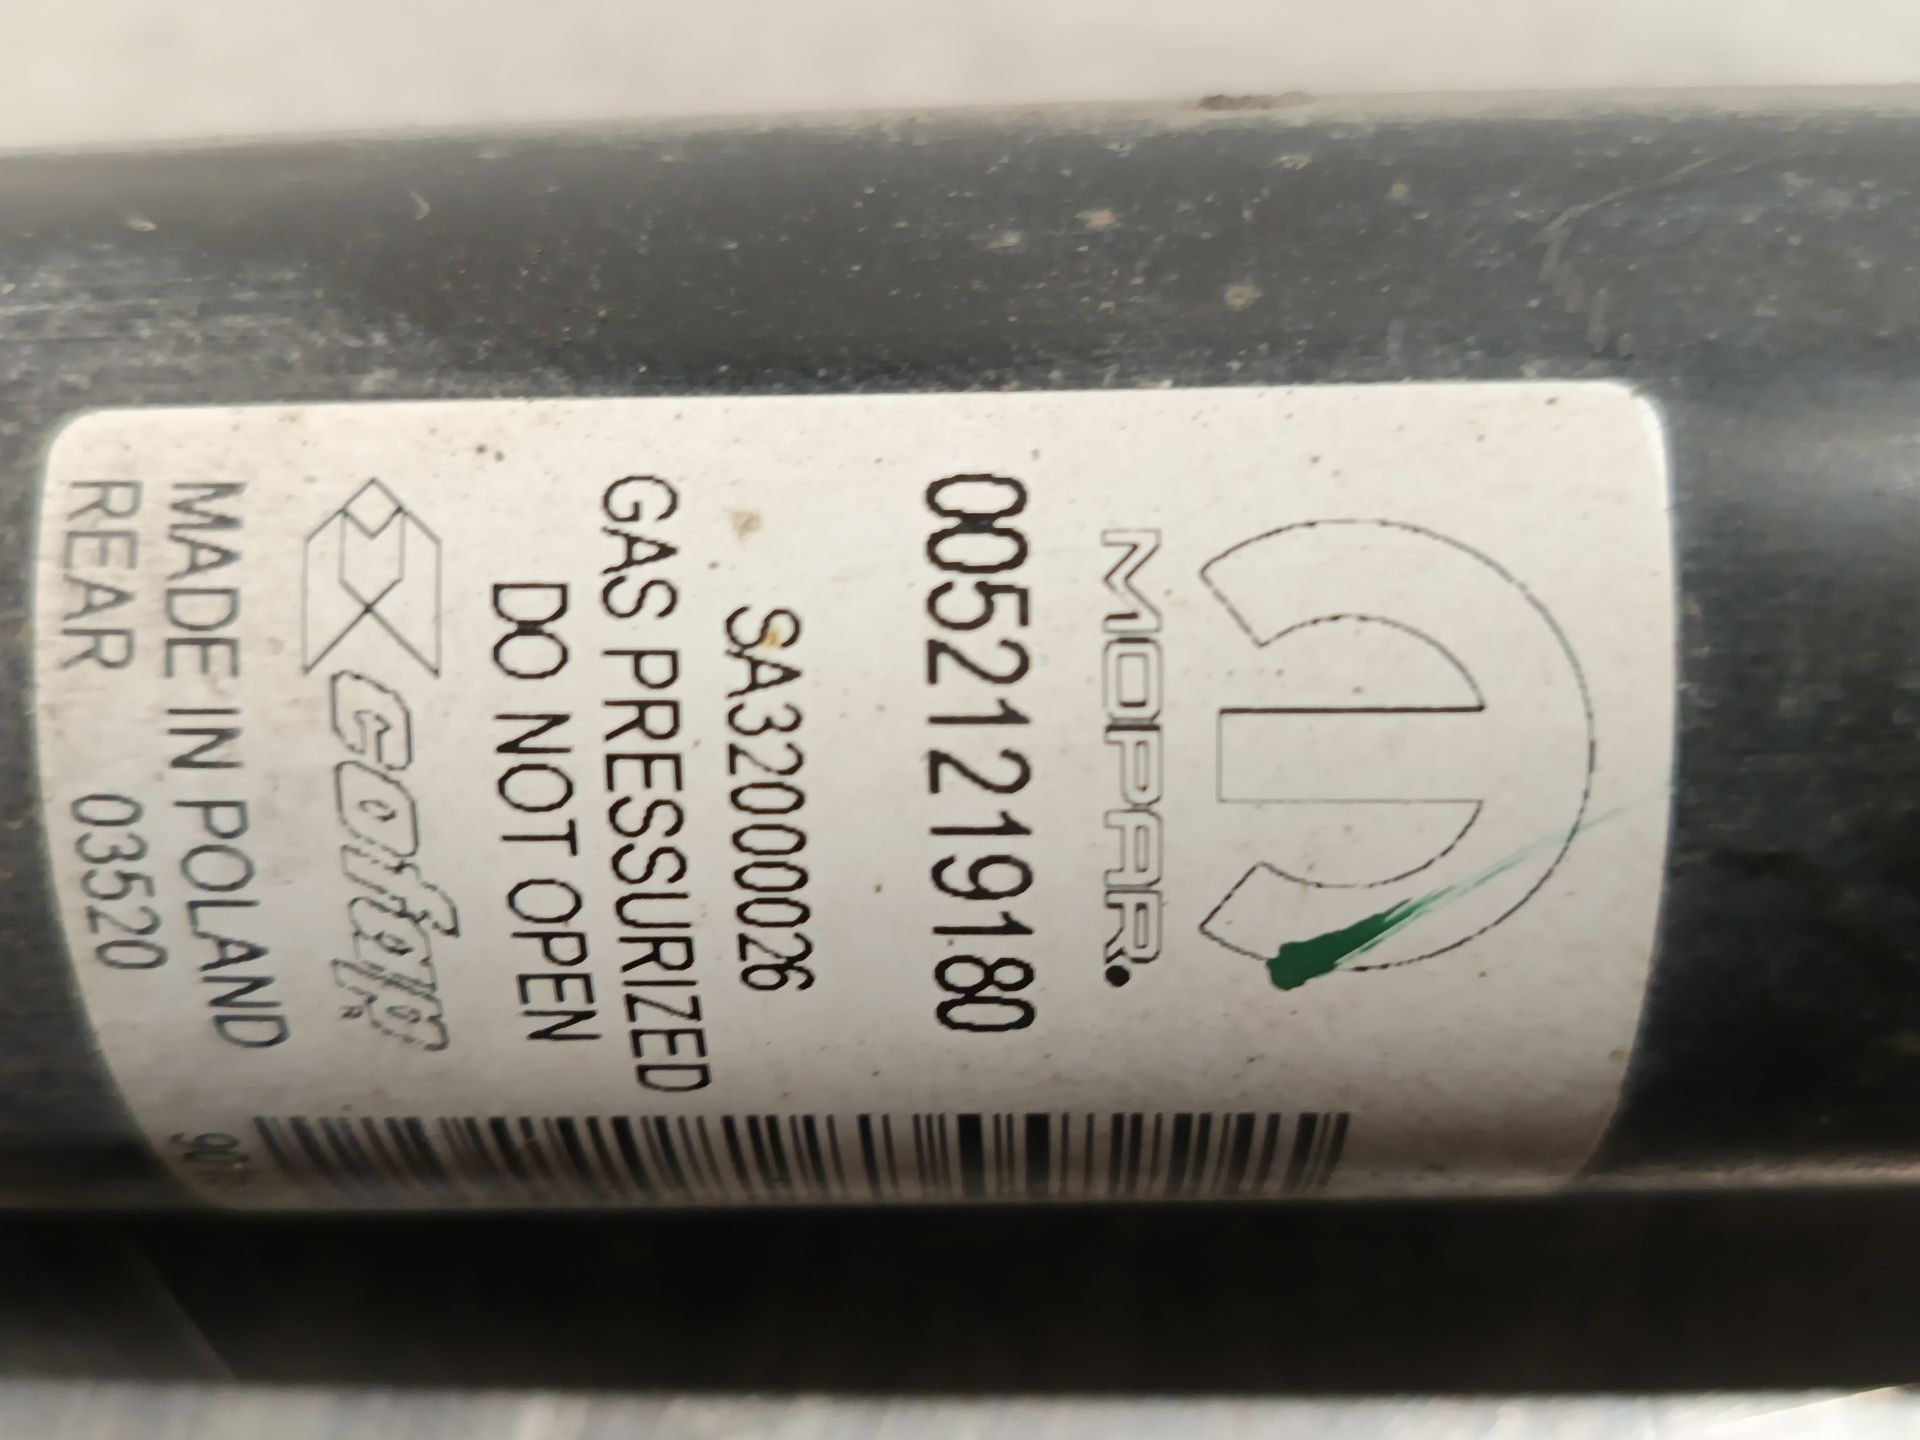 MOPAR.
00521219180
SA32000026
GAS PRESSURIZED
DO NOT OPEN
cofap
MADE IN POLAND
REAR 03520